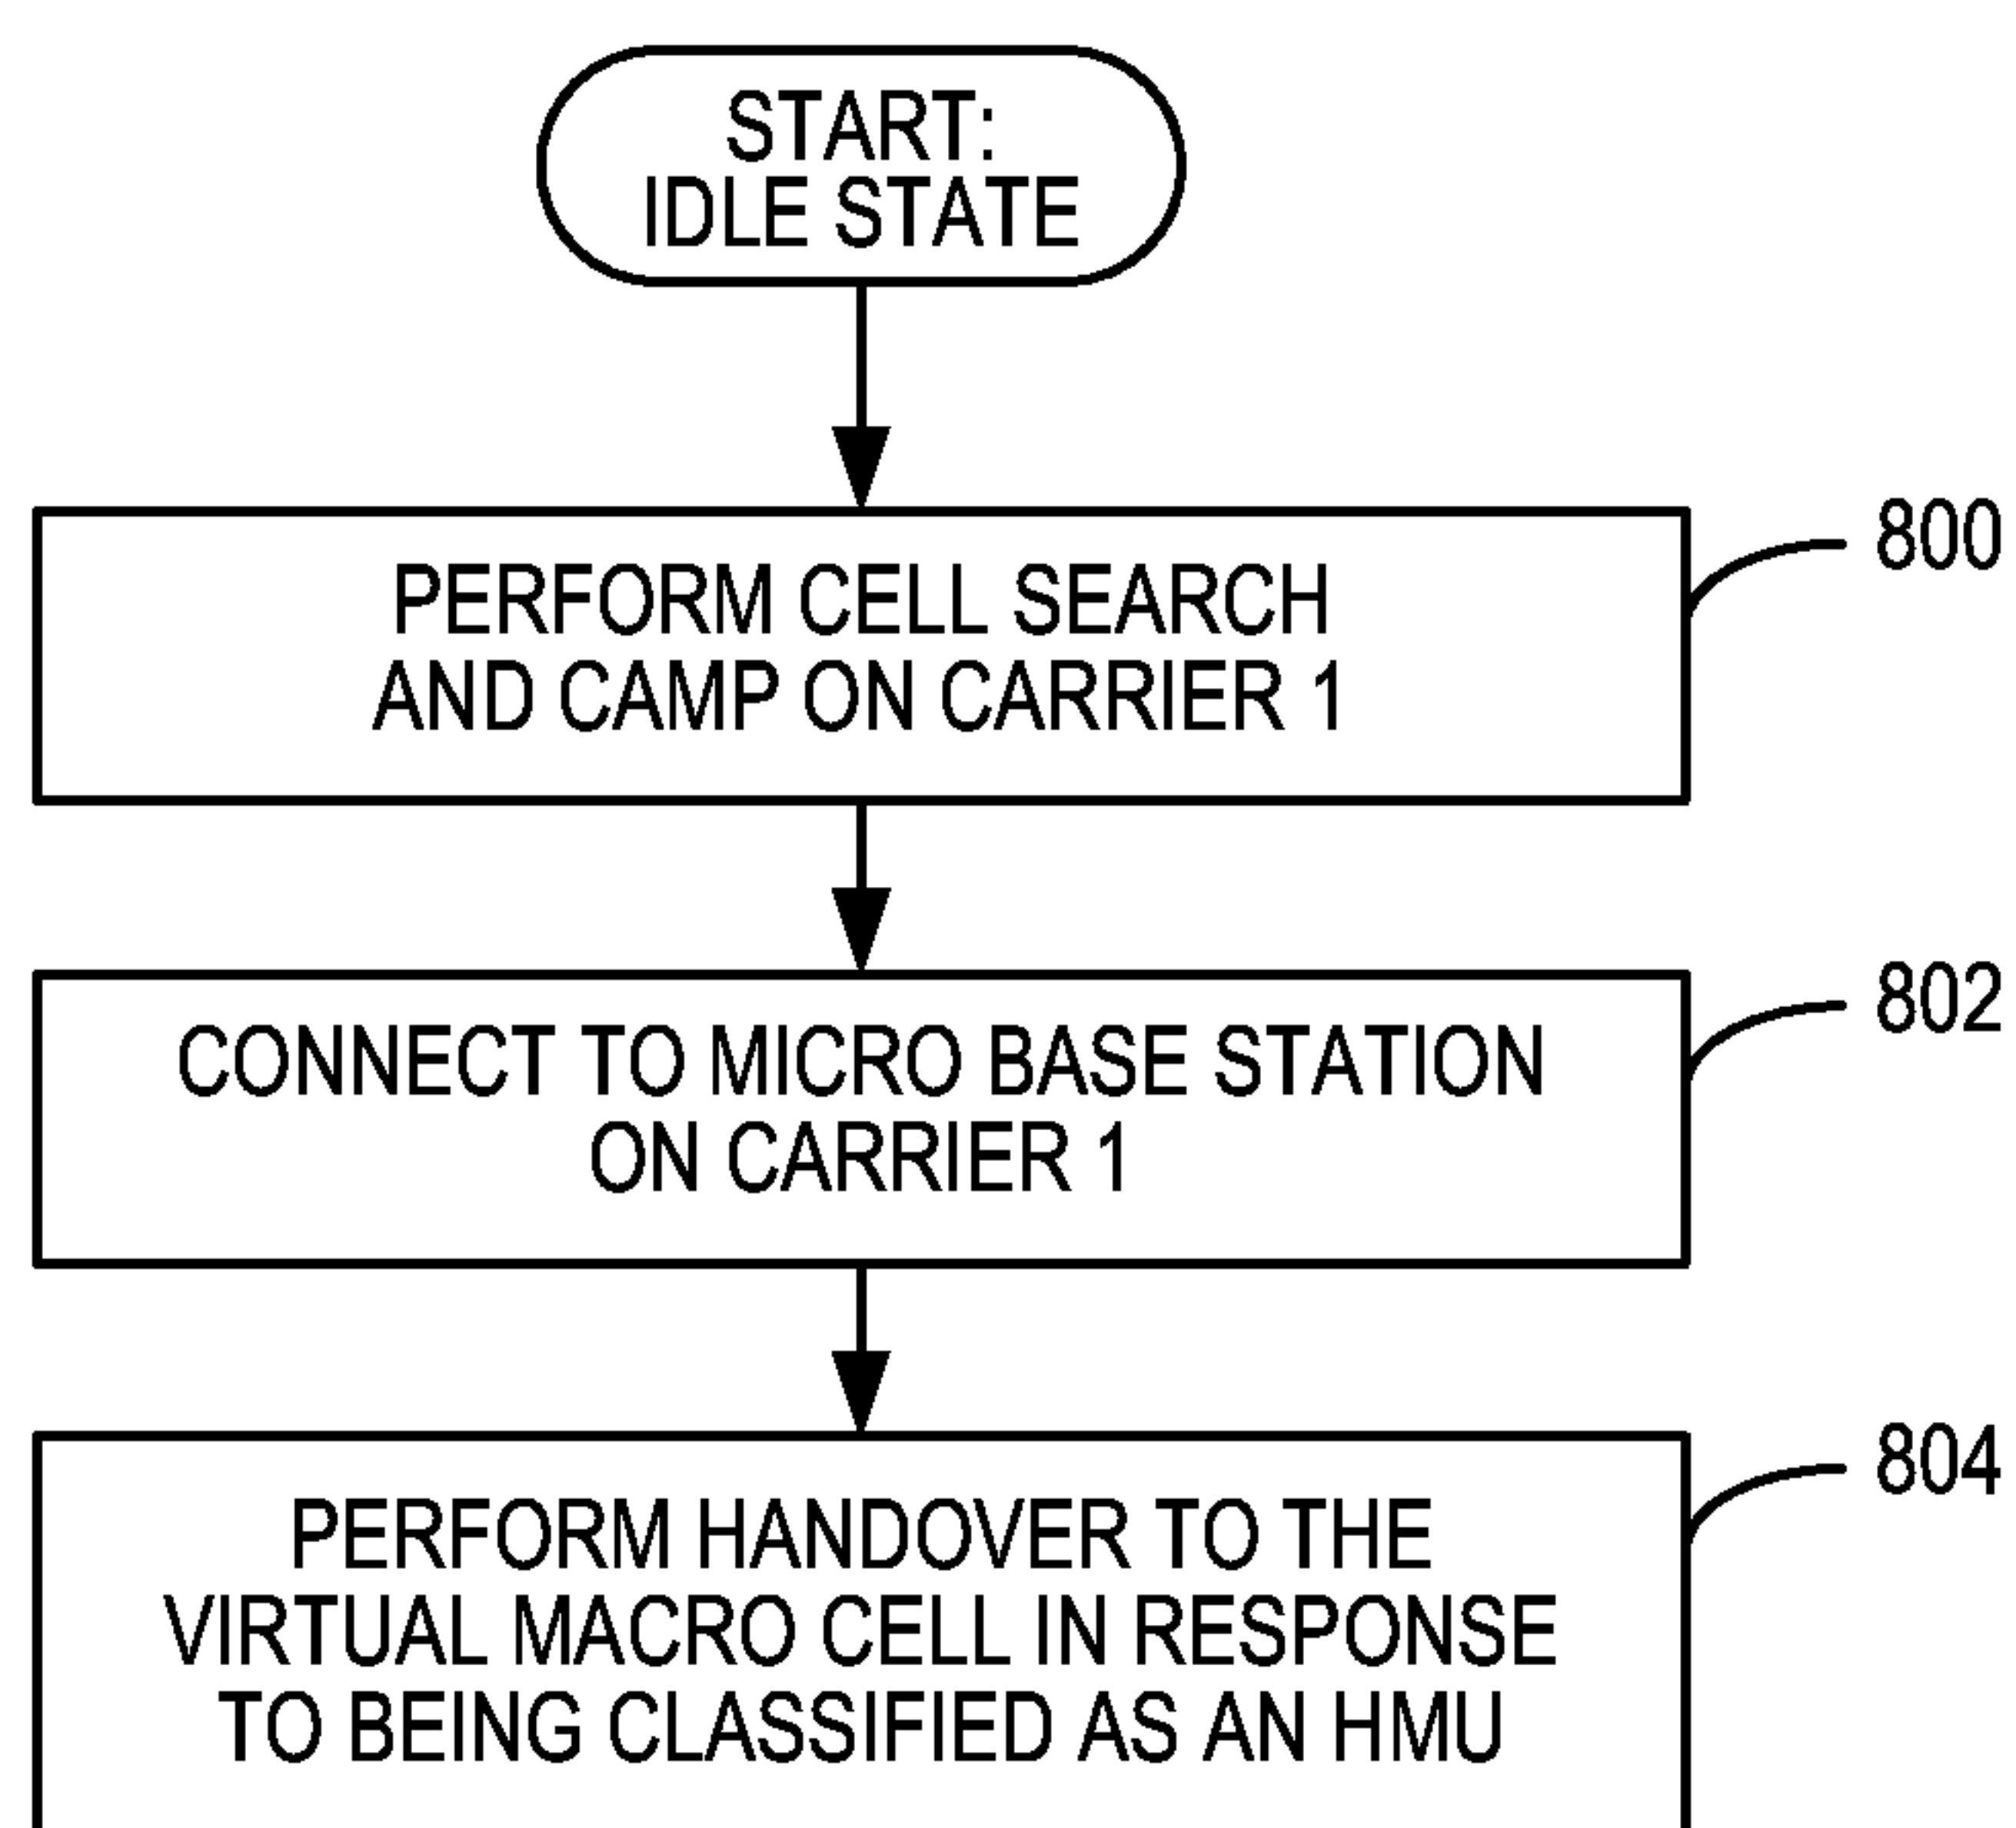 START:
IDLE STATE
800
PERFORM CELL SEARCH
AND CAMP ON CARRIER 1
802
CONNECT TO MICRO BASE STATION
ON CARRIER 1
804
PERFORM HANDOVER TO THE
VIRTUAL MACRO CELL IN RESPONSE
TO BEING CLASSIFIED AS AN HMU